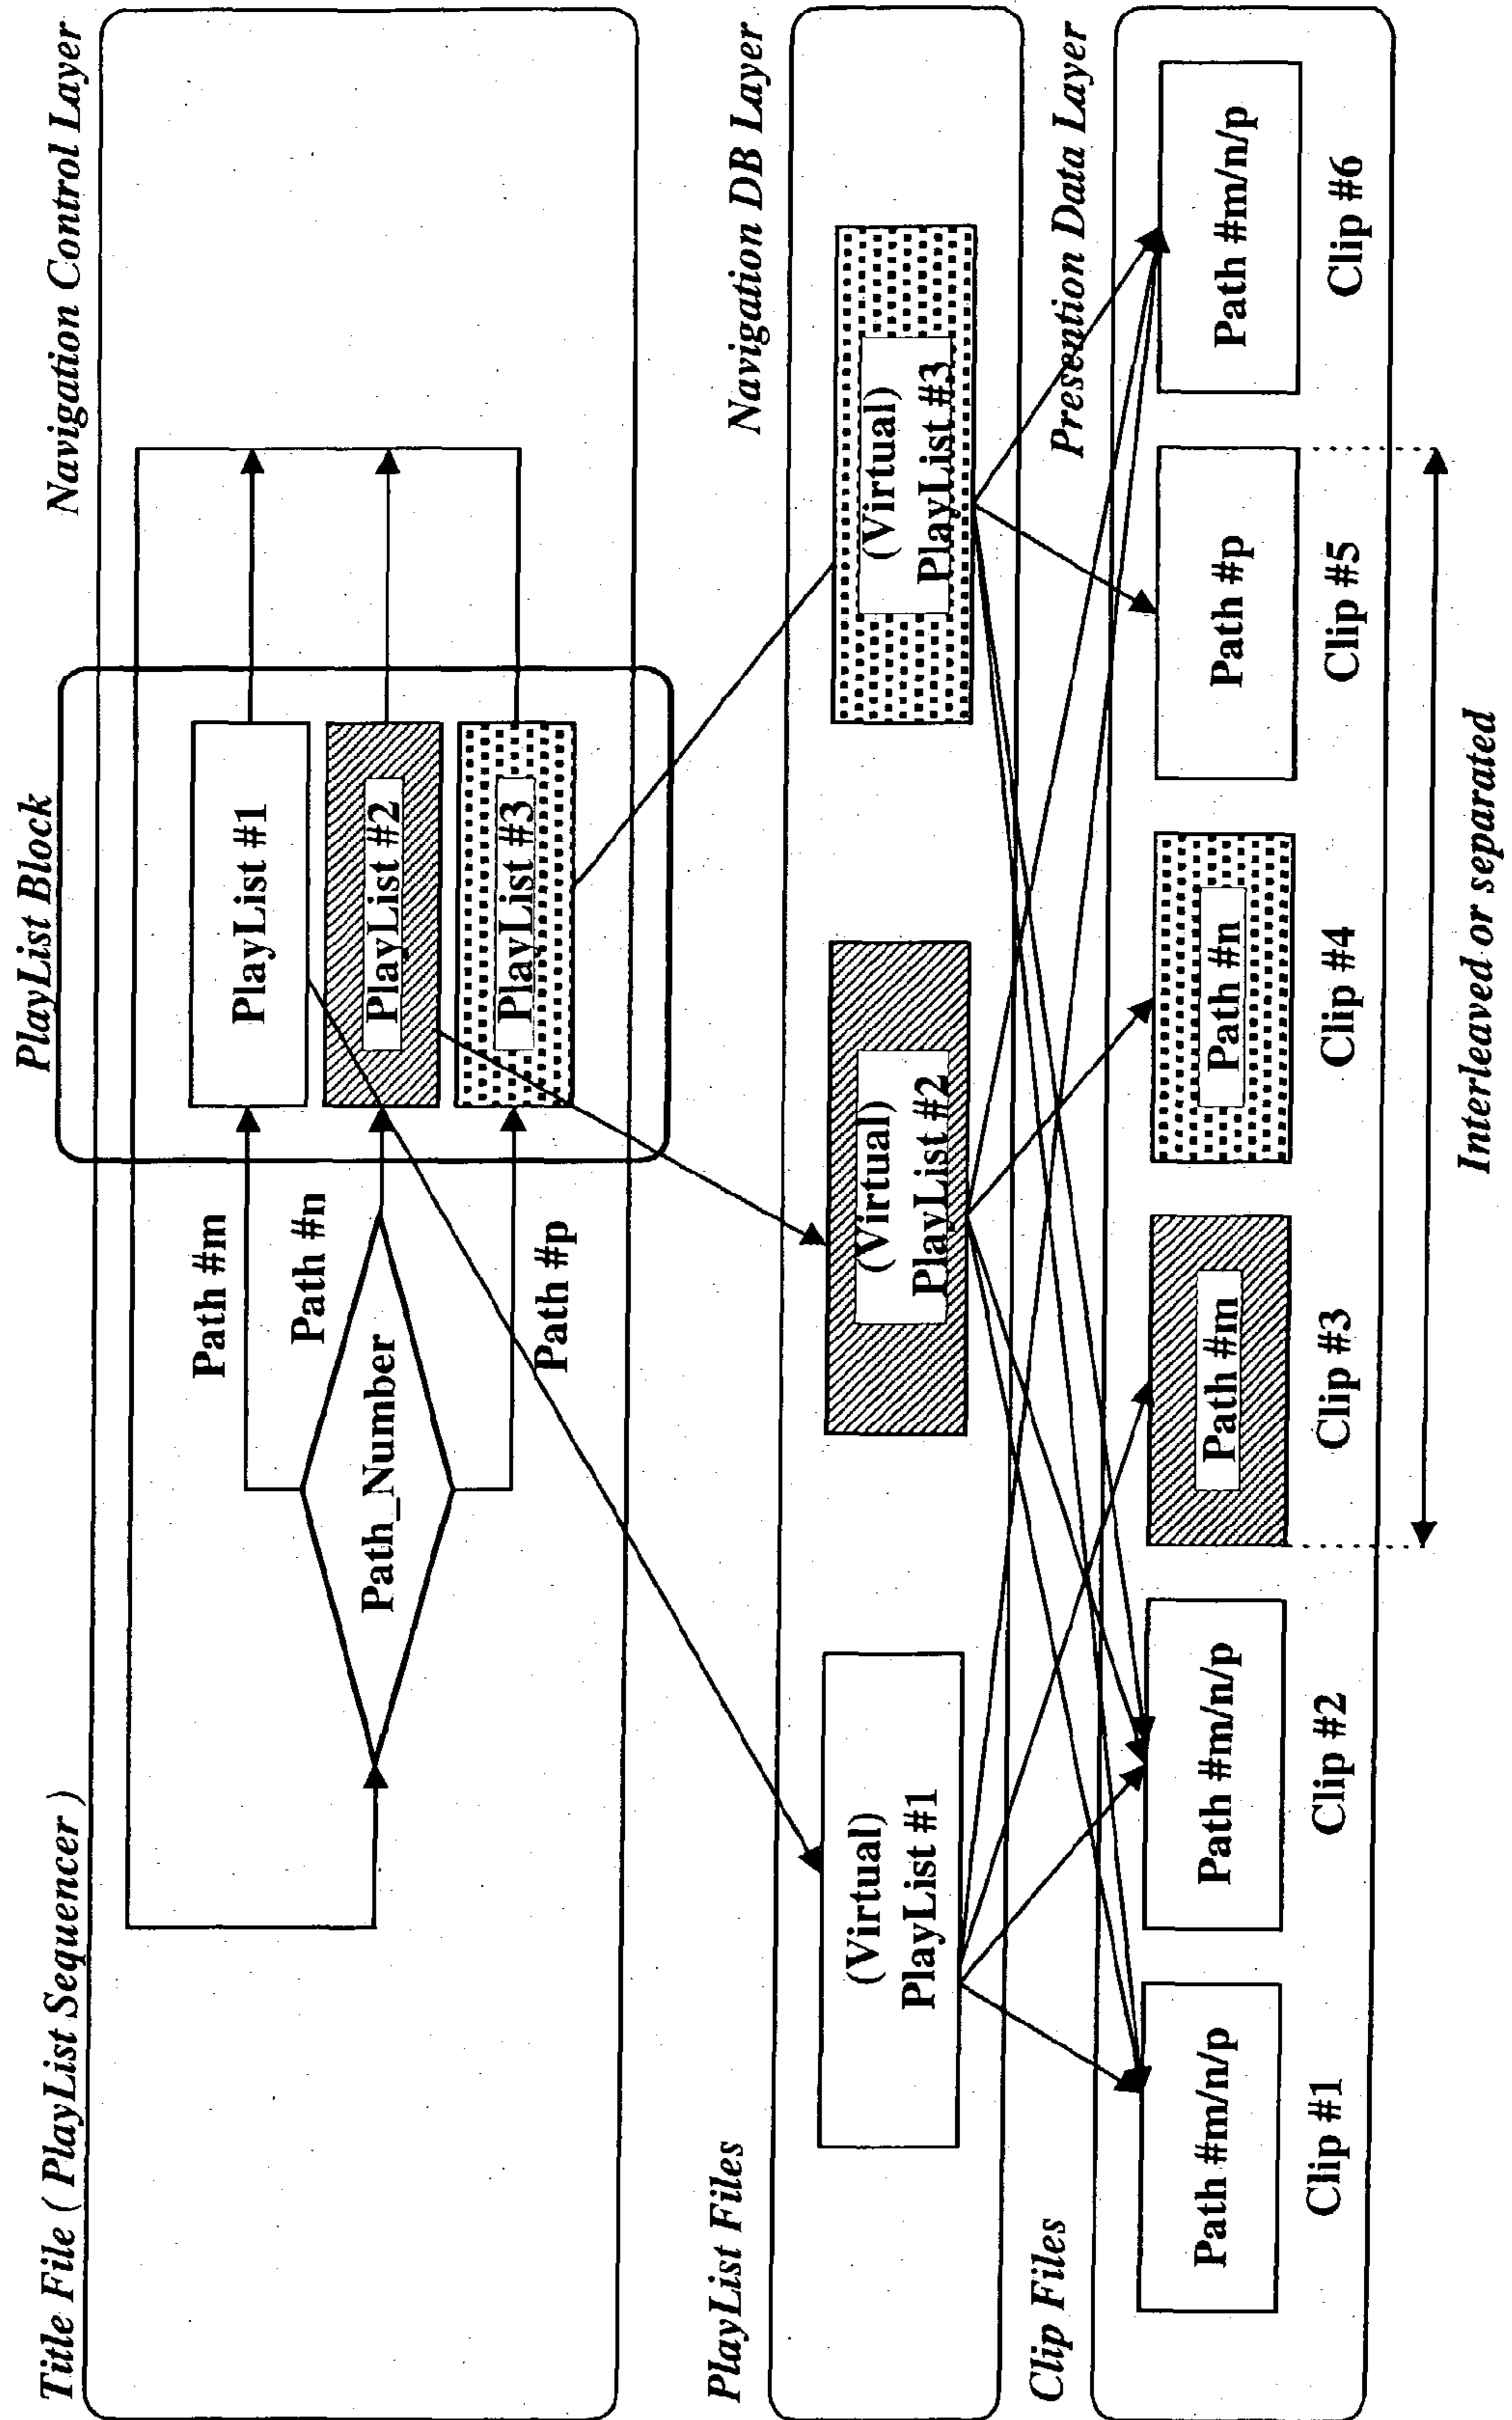 PlayList Block
Title File ( PlayList Sequencer )
Navigation Control Layer
Path #m
PlayList #1
Path_Number
Path #n
PlayList #2
Path #p
PlayList #3
PlayList Files
Navigation DB Layer
(Virtual)
PlayList #1
(Virtual)
PlayList #2
(Virtual)
PlayList #3
Clip Files
Presention Data Layer
Path #m/n/p
Path #m/n/p
Path #m
Path #n
Path #p
Path #m/n/p
Clip #1
Clip #2
Clip #3
Clip #4
Clip #5
Clip #6
Interleaved or separated